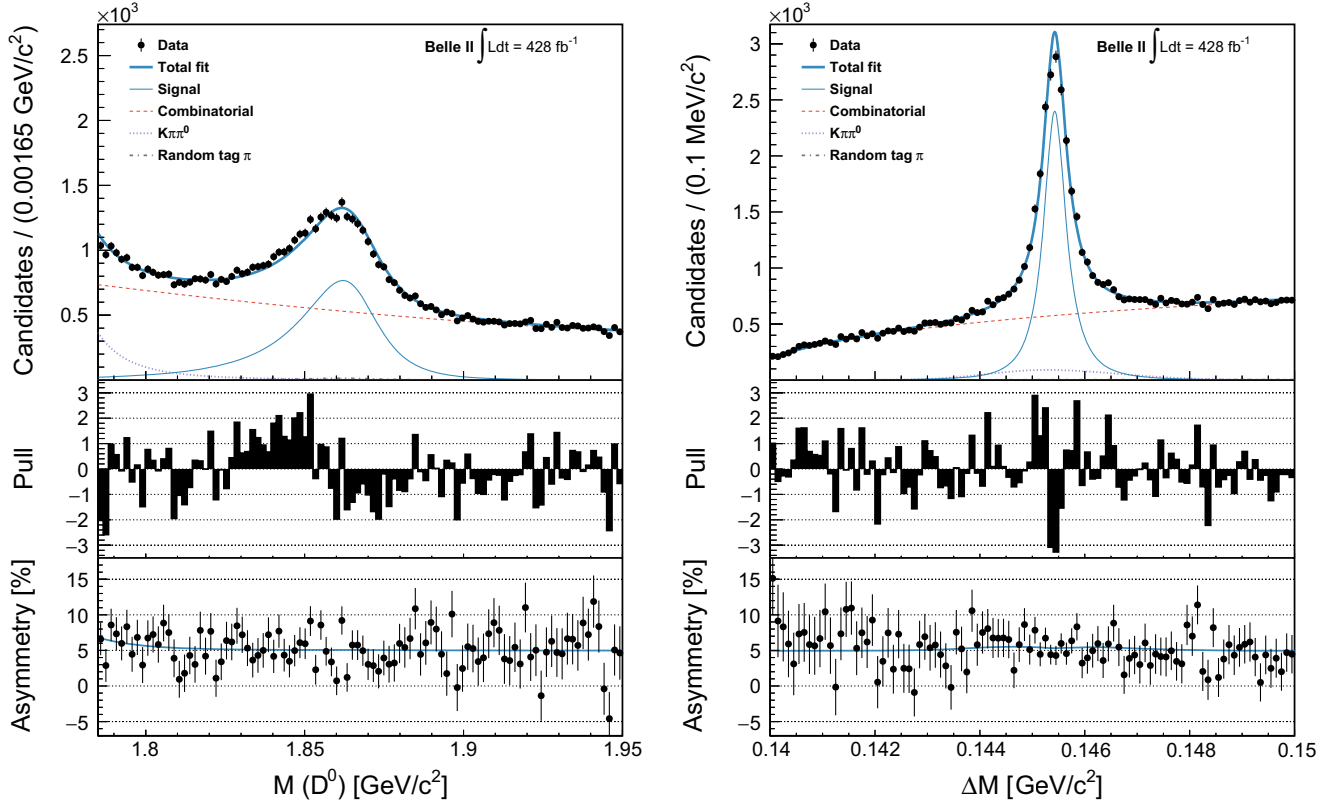 ×10³
Candidates / (0.00165 GeV/c²)
2.5
2
1.5
1
0.5
Data
Total fit
Signal
Combinatorial
Kππ⁰
Random tag π
Belle II ∫Ldt = 428 fb⁻¹
Pull
3
2
1
0
−1
−2
−3
Asymmetry [%]
15
10
5
0
−5
1.8
1.85
1.9
1.95
M (D⁰) [GeV/c²]
×10³
Candidates / (0.1 MeV/c²)
3
2.5
2
1.5
1
0.5
Data
Total fit
Signal
Combinatorial
Kππ⁰
Random tag π
Belle II ∫Ldt = 428 fb⁻¹
Pull
3
2
1
0
−1
−2
−3
Asymmetry [%]
15
10
5
0
−5
0.14
0.142
0.144
0.146
0.148
0.15
ΔM [GeV/c²]